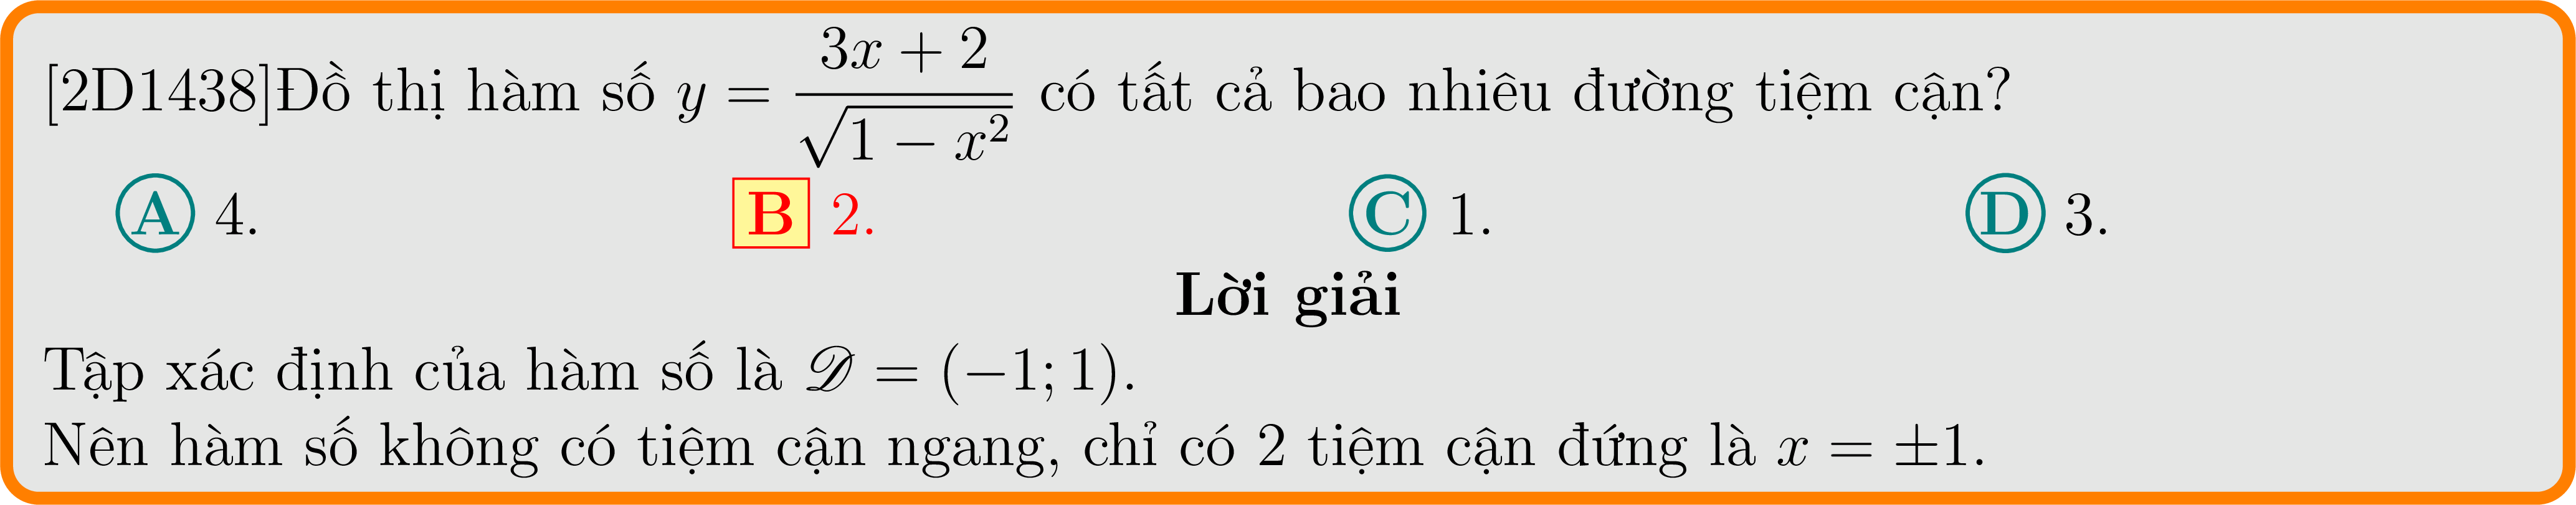 [2D1438]Đồ thị hàm số $y = \dfrac{3x + 2}{\sqrt{1 - x^2}}$ có tất cả bao nhiêu đường tiệm cận?
A 4. B 2. C 1. D 3.
Lời giải
Tập xác định của hàm số là $\mathscr{D} = (-1; 1)$.
Nên hàm số không có tiệm cận ngang, chỉ có 2 tiệm cận đứng là $x = \pm 1$.